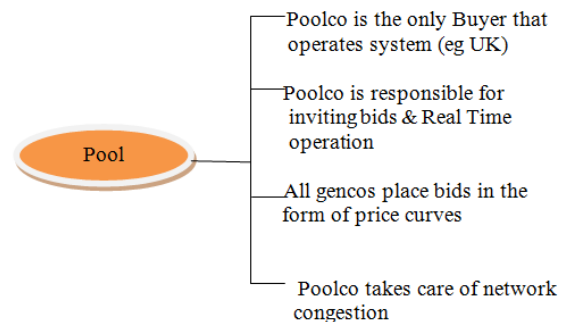 Poolco is the only Buyer that
operates system (eg UK)
Poolco is responsible for
inviting bids & Real Time
operation
Pool
All gencos place bids in the
form of price curves
Poolco takes care of network
congestion